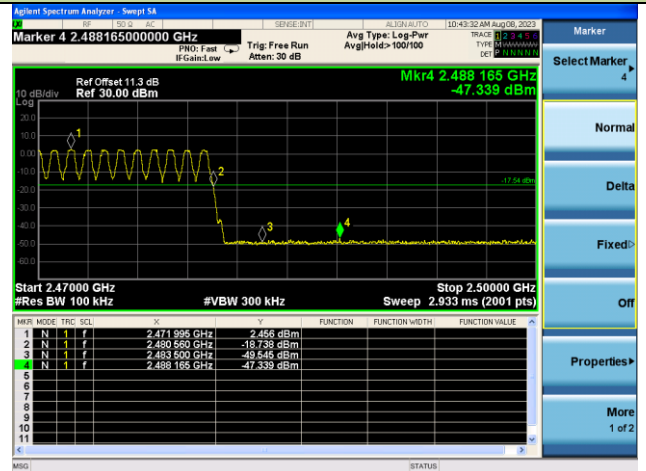 Agilent Spectrum Analyzer - Swept SA
RF 50 Ω AC SENSE:INT ALIGN AUTO 10:43:32 AM Aug 08, 2023
Marker 4 2.488165000000 GHz
PNO: Fast
IFGain:Low
Trig: Free Run
Atten: 30 dB
Avg Type: Log-Pwr
Avg|Hold:>100/100
TRACE 1 2 3 4 5 6
TYPE M
DET P N N N N N
Ref Offset 11.3 dB
10 dB/div Ref 30.00 dBm
Log
Mkr4 2.488 165 GHz
-47.339 dBm
20.0
10.0
0.00
-10.0
-20.0
-30.0
-40.0
-50.0
-60.0
1
2
3
4
-17.54 dBm
Start 2.47000 GHz Stop 2.50000 GHz
#Res BW 100 kHz #VBW 300 kHz Sweep 2.933 ms (2001 pts)
MKR MODE TRC SCL X Y FUNCTION FUNCTION WIDTH FUNCTION VALUE
1 N 1 f 2.471 995 GHz 2.456 dBm
2 N 1 f 2.480 560 GHz -18.738 dBm
3 N 1 f 2.483 500 GHz -49.545 dBm
4 N 1 f 2.488 165 GHz -47.339 dBm
5
6
7
8
9
10
11
MSG STATUS
Marker
Select Marker
4
Normal
Delta
Fixed
Off
Properties
More
1 of 2